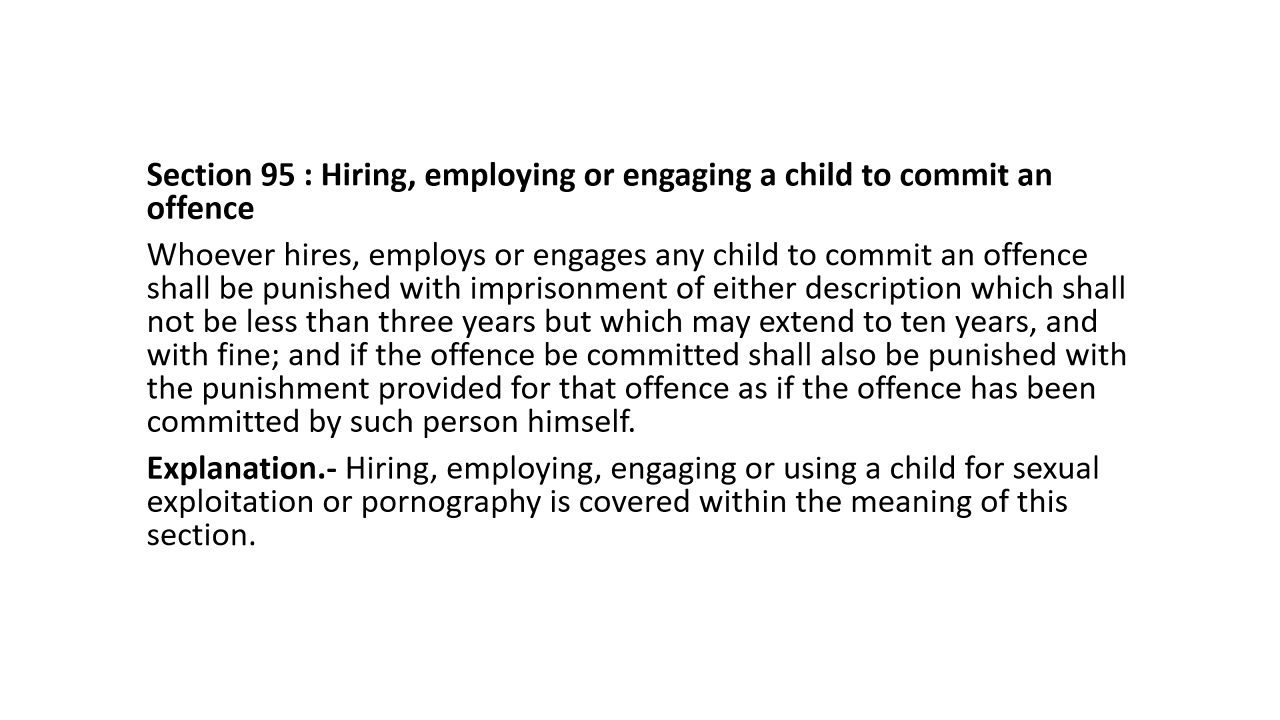 Section 95 : Hiring, employing or engaging a child to commit an
offence
Whoever hires, employs or engages any child to commit an offence
shall be punished with imprisonment of either description which shall
not be less than three years but which may extend to ten years, and
with fine; and if the offence be committed shall also be punished with
the punishment provided for that offence as if the offence has been
committed by such person himself.
Explanation.- Hiring, employing, engaging or using a child for sexual
exploitation or pornography is covered within the meaning of this
section.